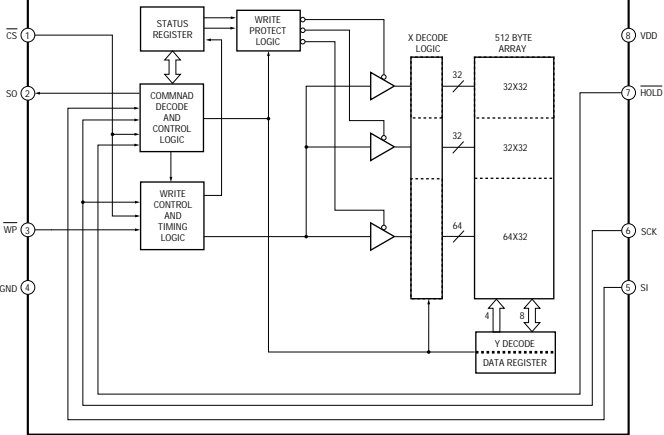 CS
1
SO
2
WP
3
GND
4
STATUS
REGISTER
COMMNAD
DECODE
AND
CONTROL
LOGIC
WRITE
CONTROL
AND
TIMING
LOGIC
WRITE
PROTECT
LOGIC
X DECODE
LOGIC
32
32
64
512 BYTE
ARRAY
32X32
32X32
64X32
4
8
Y DECODE
DATA REGISTER
8
VDD
7
HOLD
6
SCK
5
SI